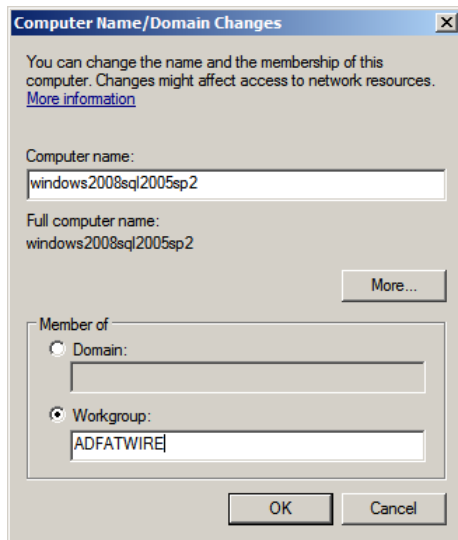 Computer Name/Domain Changes
You can change the name and the membership of this
computer. Changes might affect access to network resources.
More information
Computer name:
windows2008sql2005sp2
Full computer name:
windows2008sql2005sp2
More...
Member of
Domain:
Workgroup:
ADFATWIRE
OK Cancel